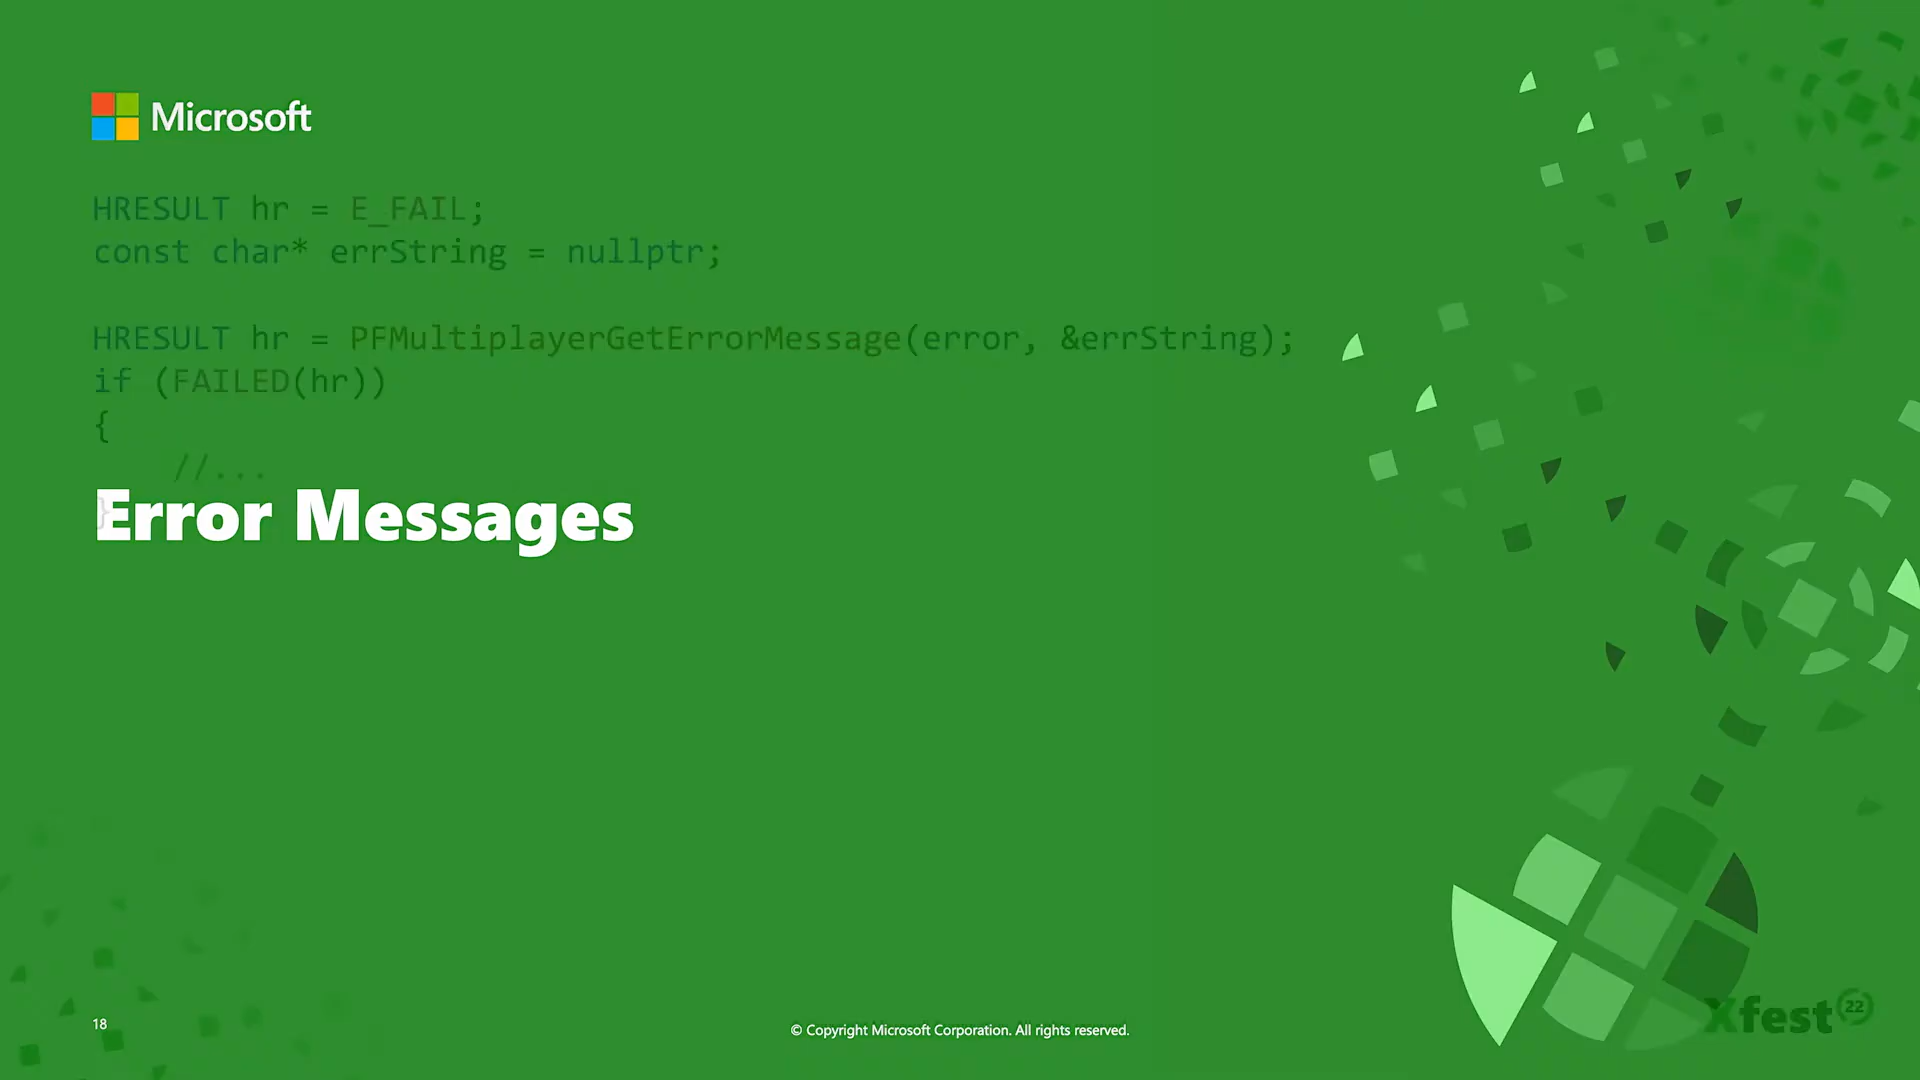 Microsoft
HRESULT hr = E_FAIL;
const char* errString = nullptr;
HRESULT hr = PFMultiplayerGetErrorMessage(error, &errString);
if (FAILED(hr))
{
//...
}
Error Messages
18
© Copyright Microsoft Corporation. All rights reserved.
Xfest 22